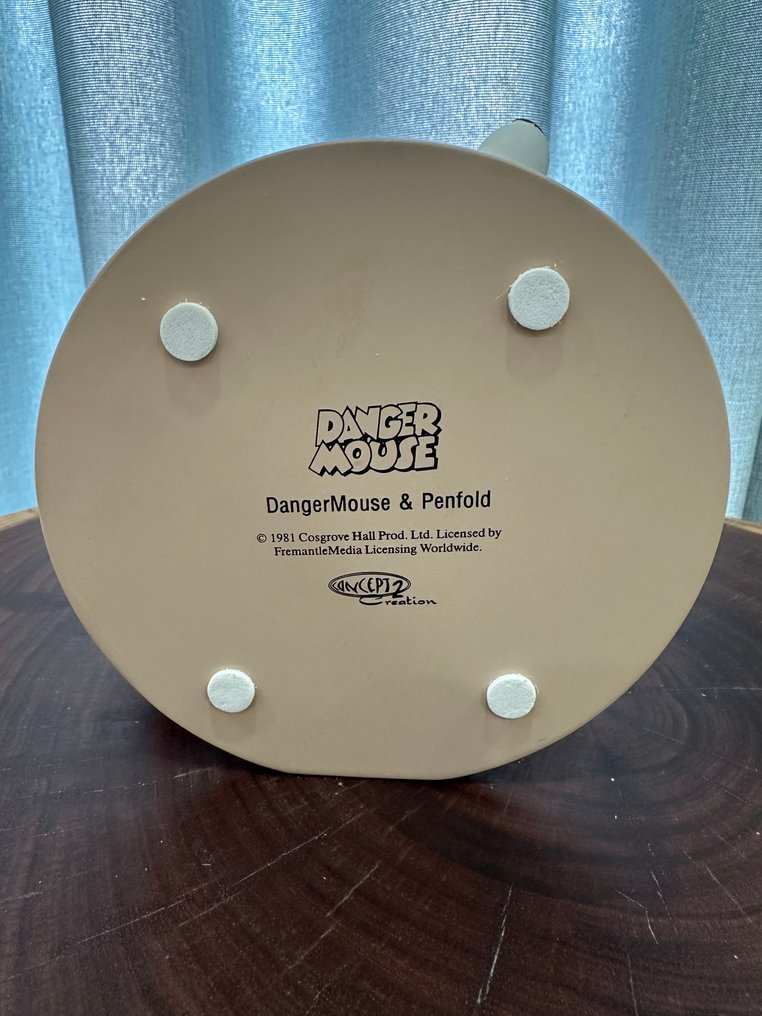 DANGER
MOUSE
DangerMouse & Penfold
© 1981 Cosgrove Hall Prod. Ltd. Licensed by
FremantleMedia Licensing Worldwide.
CONCEPT 2
Creation